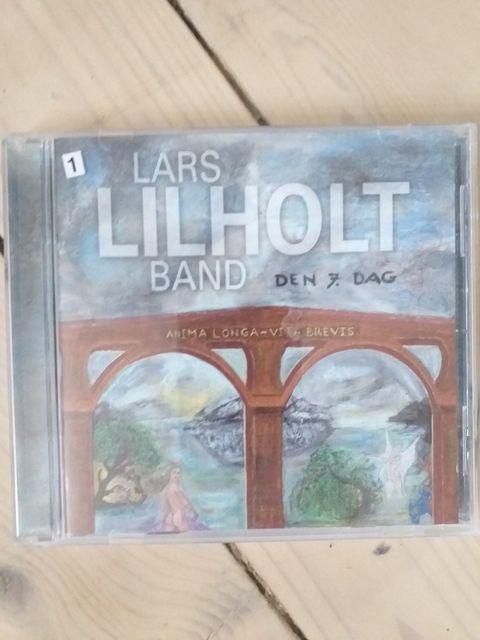 1
LARS
LILHOLT
BAND DEN 7. DAG
ANIMA LONGA-VITA BREVIS